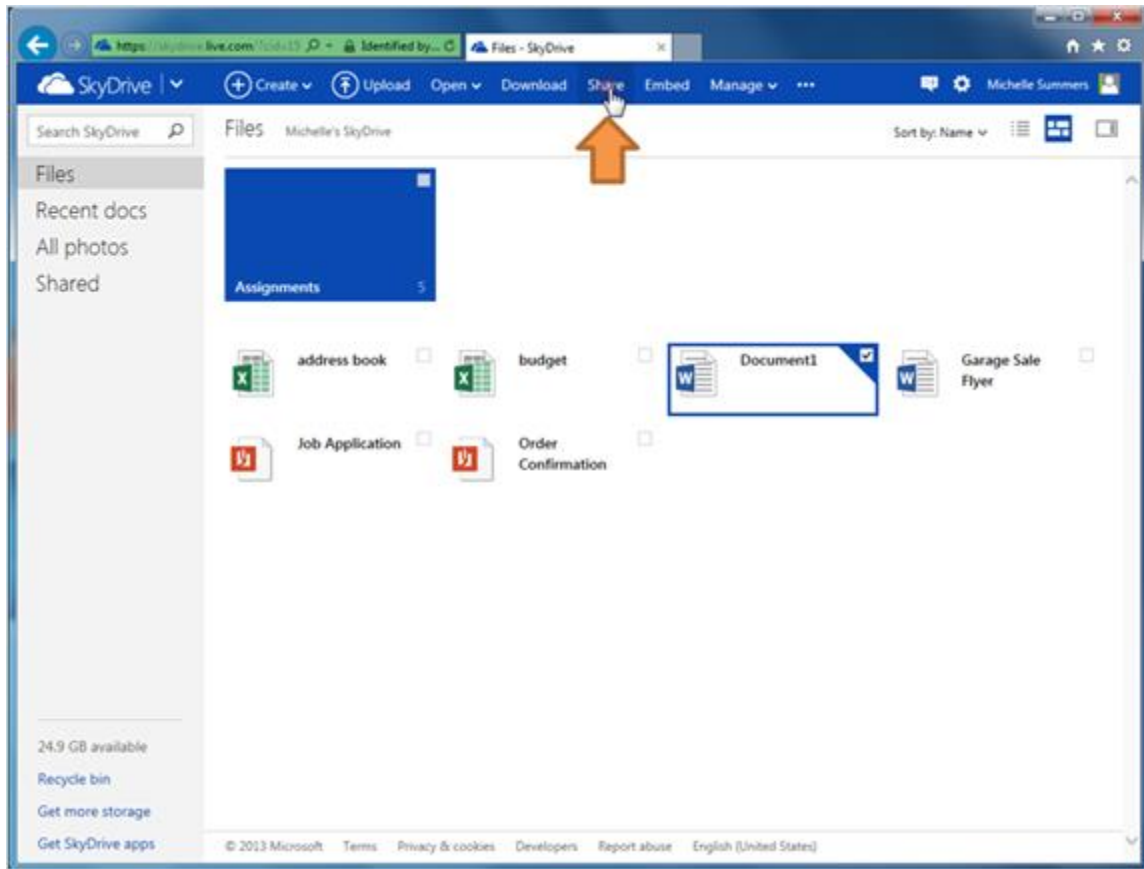 https://skydrive.live.com/?cid=15
Identified by...
Files - SkyDrive
SkyDrive
Create
Upload
Open
Download
Share
Embed
Manage
•••
Michelle Summers
Search SkyDrive
Files
Michelle's SkyDrive
Sort by: Name
Files
Recent docs
All photos
Shared
Assignments
5
address book
budget
Document1
Garage Sale
Flyer
Job Application
Order
Confirmation
24.9 GB available
Recycle bin
Get more storage
Get SkyDrive apps
© 2013 Microsoft Terms Privacy & cookies Developers Report abuse English (United States)